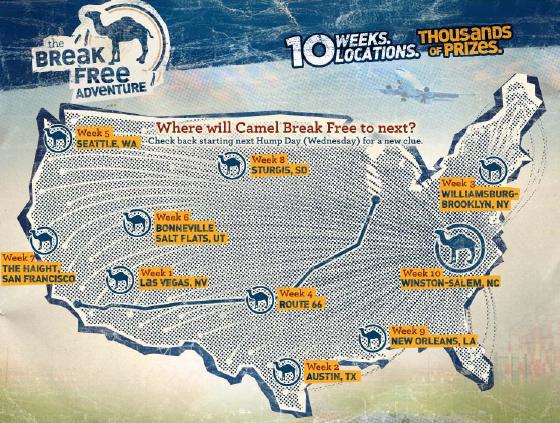 the
BREAK
FREE
ADVENTURE
10 WEEKS.
LOCATIONS.
THOUSANDS
OF PRIZES.
Where will Camel Break Free to next?
Check back starting next Hump Day (Wednesday) for a new clue.
Week 5
SEATTLE, WA
Week 8
STURGIS, SD
Week 3
WILLIAMSBURG-
BROOKLYN, NY
Week 6
BONNEVILLE
SALT FLATS, UT
Week 7
THE HAIGHT,
SAN FRANCISCO
Week 1
LAS VEGAS, NV
Week 4
ROUTE 66
Week 10
WINSTON-SALEM, NC
Week 9
NEW ORLEANS, LA
Week 2
AUSTIN, TX